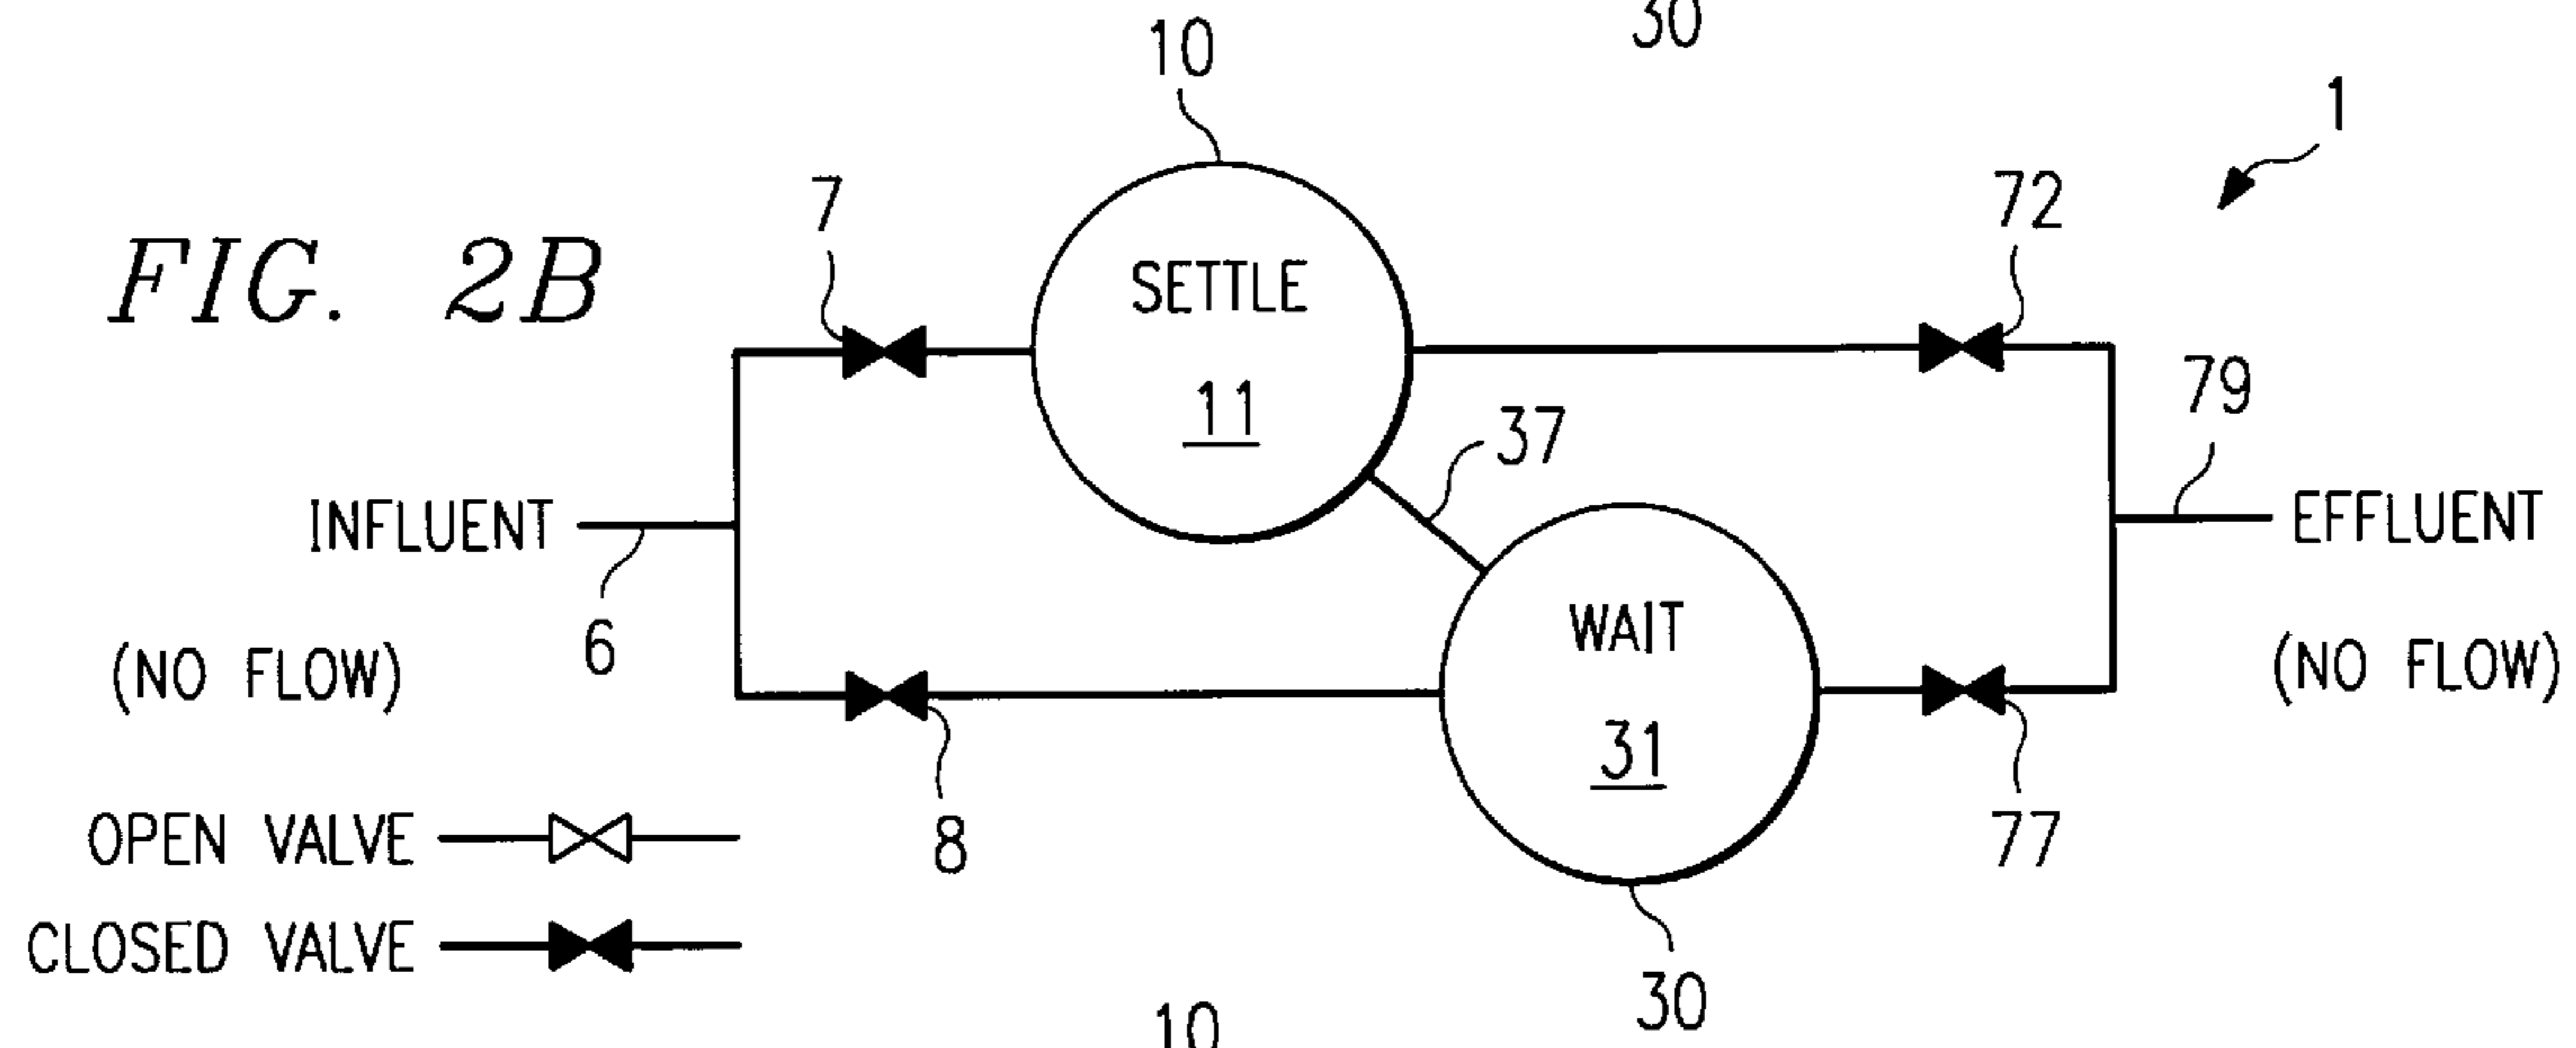 30
10
1
7
72
FIG. 2B
SETTLE
79
11
37
INFLUENT
EFFLUENT
6
WAIT
(NO FLOW)
(NO FLOW)
31
OPEN VALVE
8
77
CLOSED VALVE
30
10